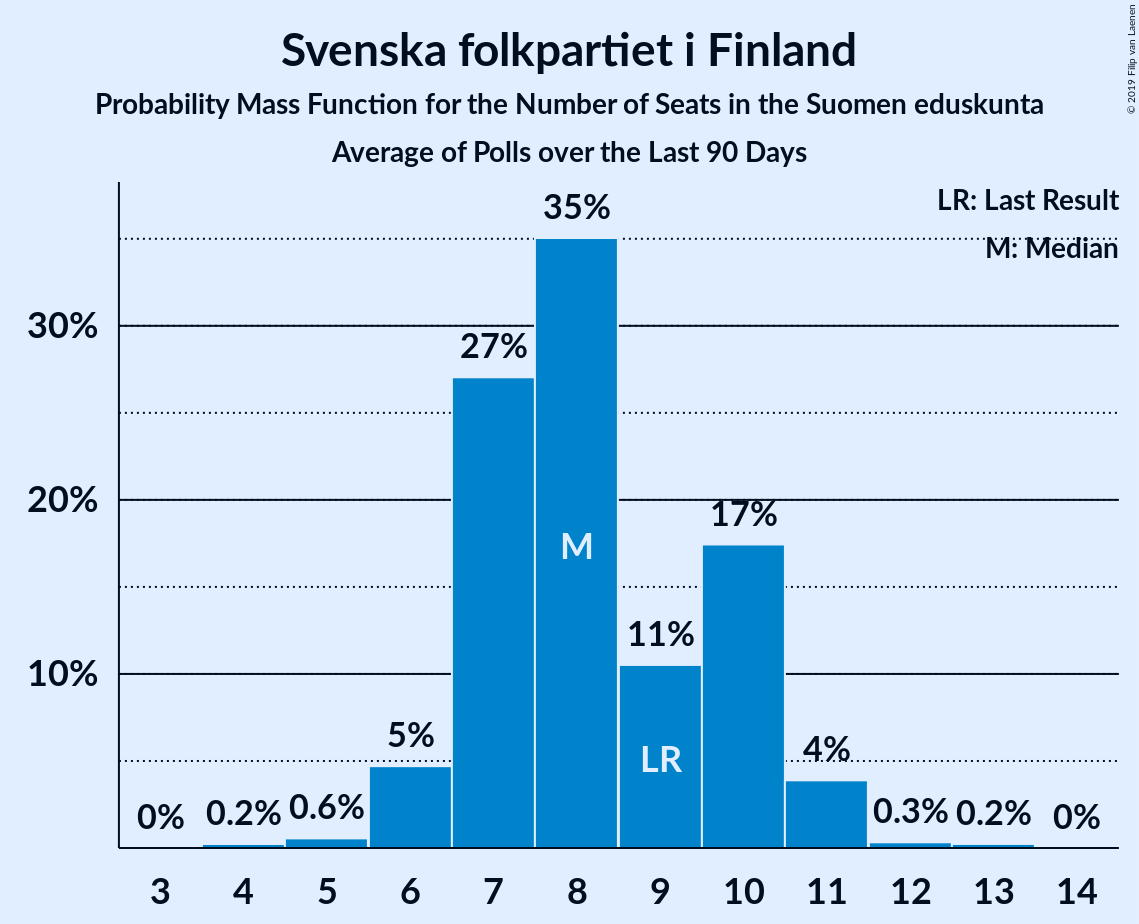 Svenska folkpartiet i Finland
Probability Mass Function for the Number of Seats in the Suomen eduskunta
Average of Polls over the Last 90 Days
© 2019 Filip van Laenen
LR: Last Result
M: Median
35%
30%
27%
20%
17%
M
11%
10%
5%
LR
4%
0%
0.2%
0.6%
0.3%
0.2%
0%
3 4 5 6 7 8 9 10 11 12 13 14